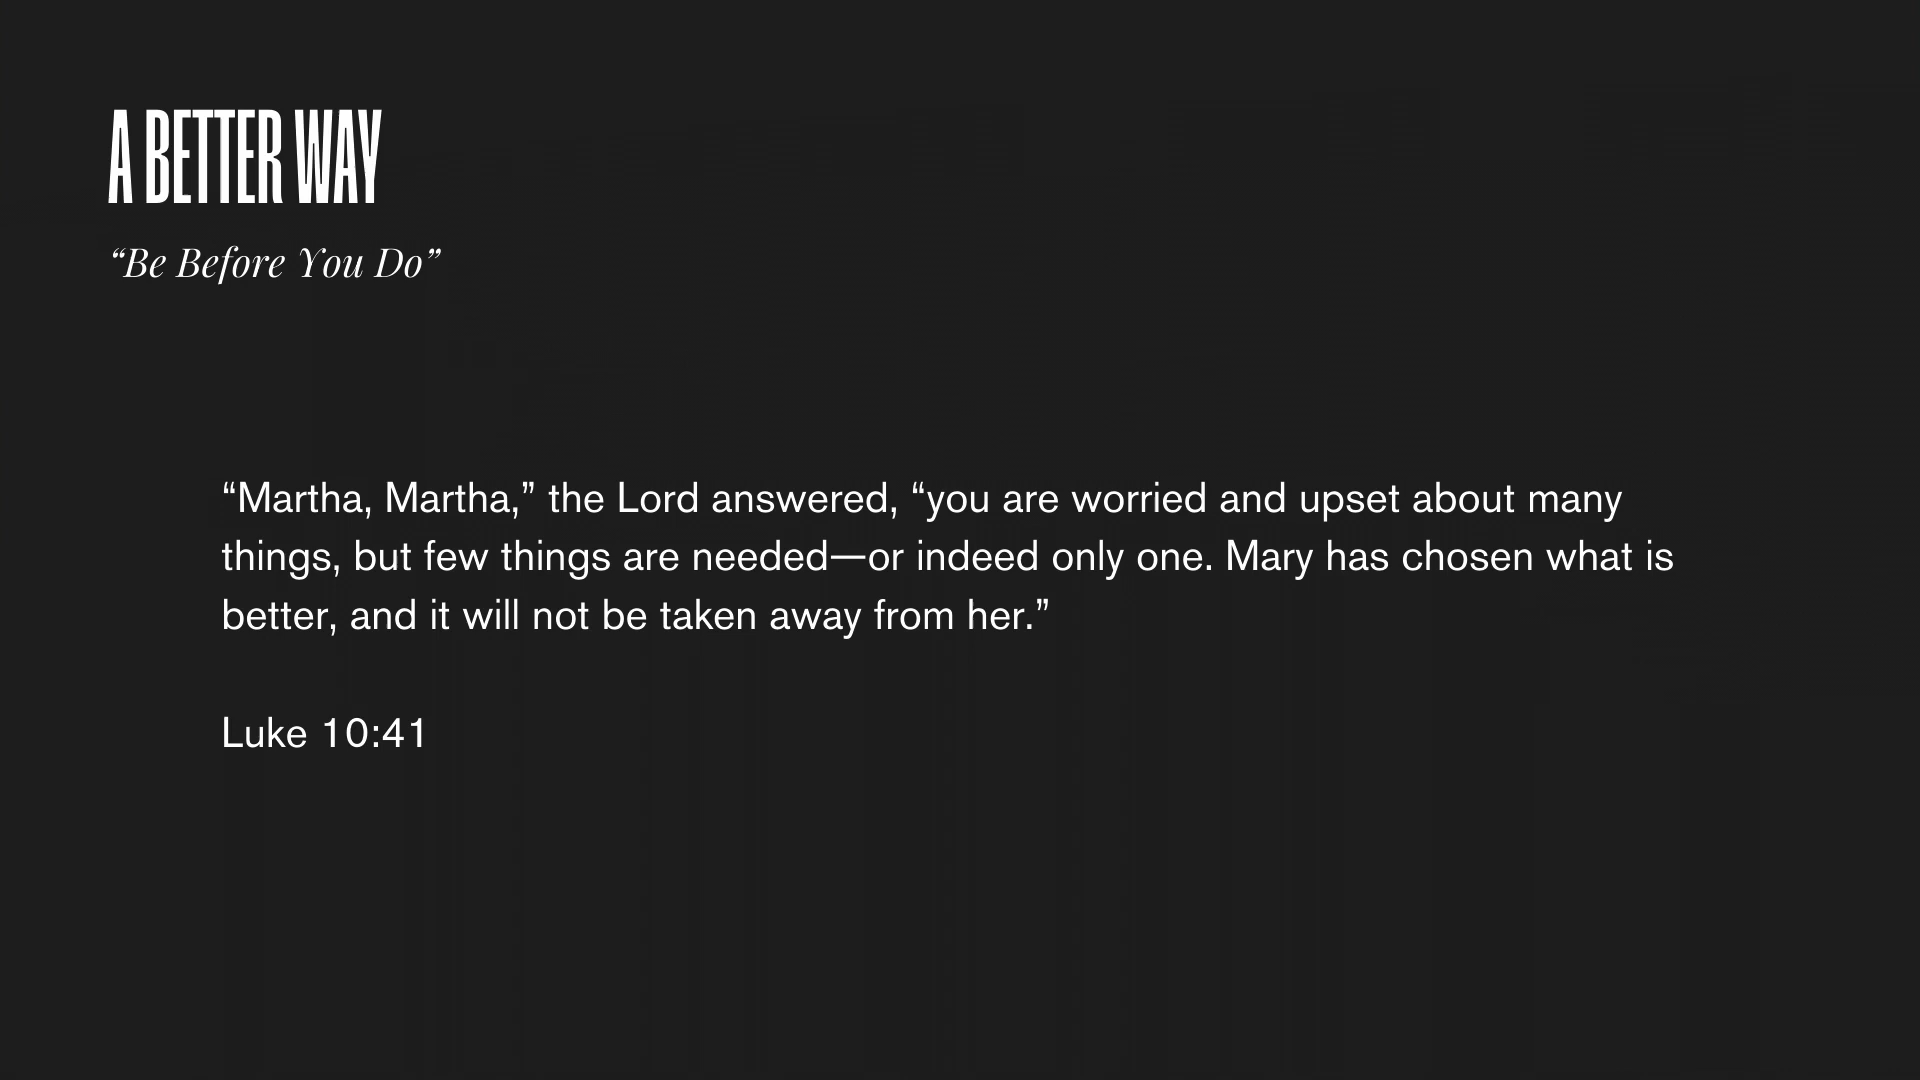 A BETTER WAY
“Be Before You Do”
“Martha, Martha,” the Lord answered, “you are worried and upset about many
things, but few things are needed—or indeed only one. Mary has chosen what is
better, and it will not be taken away from her.”
Luke 10:41